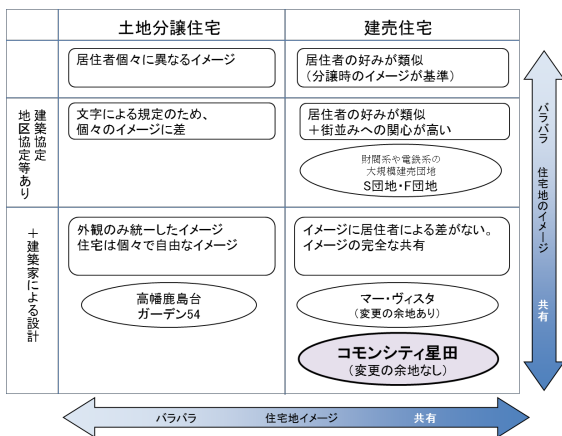 土地分譲住宅
建売住宅
居住者個々に異なるイメージ
居住者の好みが類似
（分譲時のイメージが基準）
建築協定
地区協定等あり
文字による規定のため、
個々のイメージに差
居住者の好みが類似
＋街並みへの関心が高い
財閥系や電鉄系の
大規模建売団地
S団地・F団地
＋建築家による設計
外観のみ統一したイメージ
住宅は個々で自由なイメージ
イメージに居住者による差がない。
イメージの完全な共有
高幡鹿島台
ガーデン54
マー・ヴィスタ
（変更の余地あり）
コモンシティ星田
（変更の余地なし）
バラバラ 住宅地のイメージ 共有
バラバラ 住宅地イメージ 共有